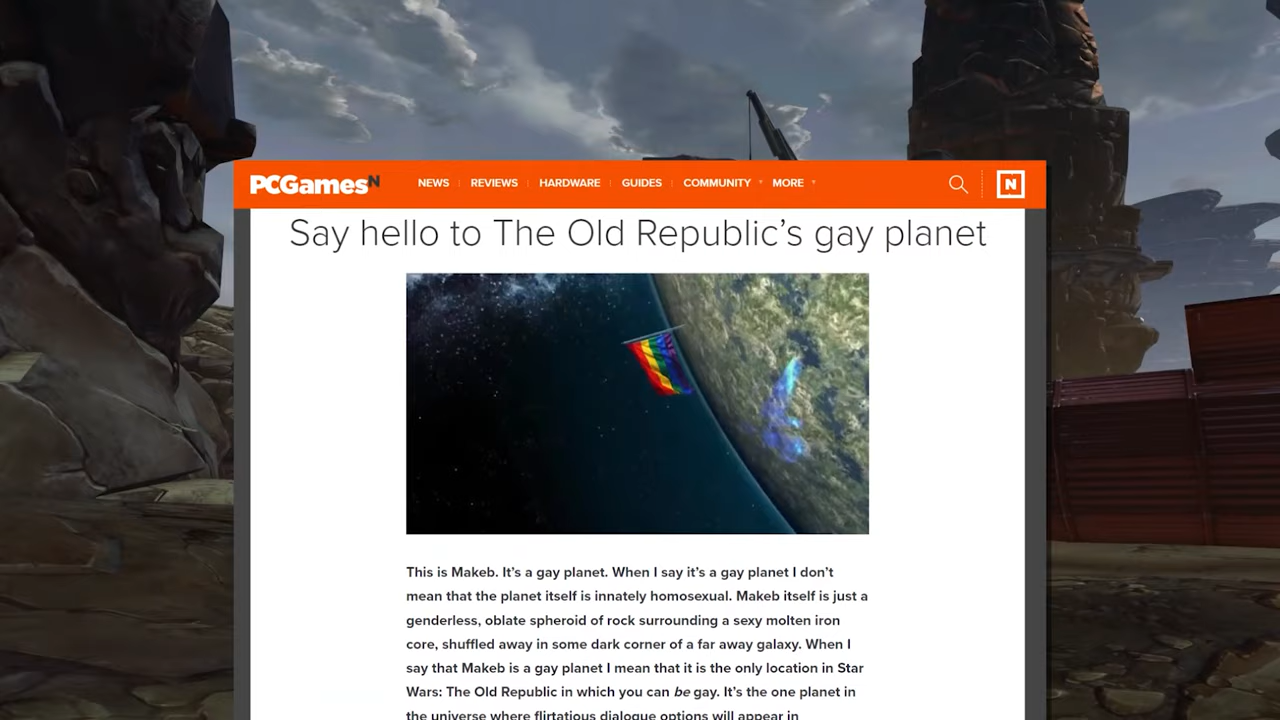 PCGamesN NEWS REVIEWS HARDWARE GUIDES COMMUNITY MORE N
Say hello to The Old Republic’s gay planet
This is Makeb. It’s a gay planet. When I say it’s a gay planet I don’t
mean that the planet itself is innately homosexual. Makeb itself is just a
genderless, oblate spheroid of rock surrounding a sexy molten iron
core, shuffled away in some dark corner of a far away galaxy. When I
say that Makeb is a gay planet I mean that it is the only location in Star
Wars: The Old Republic in which you can be gay. It’s the one planet in
the universe where flirtatious dialogue options will appear in